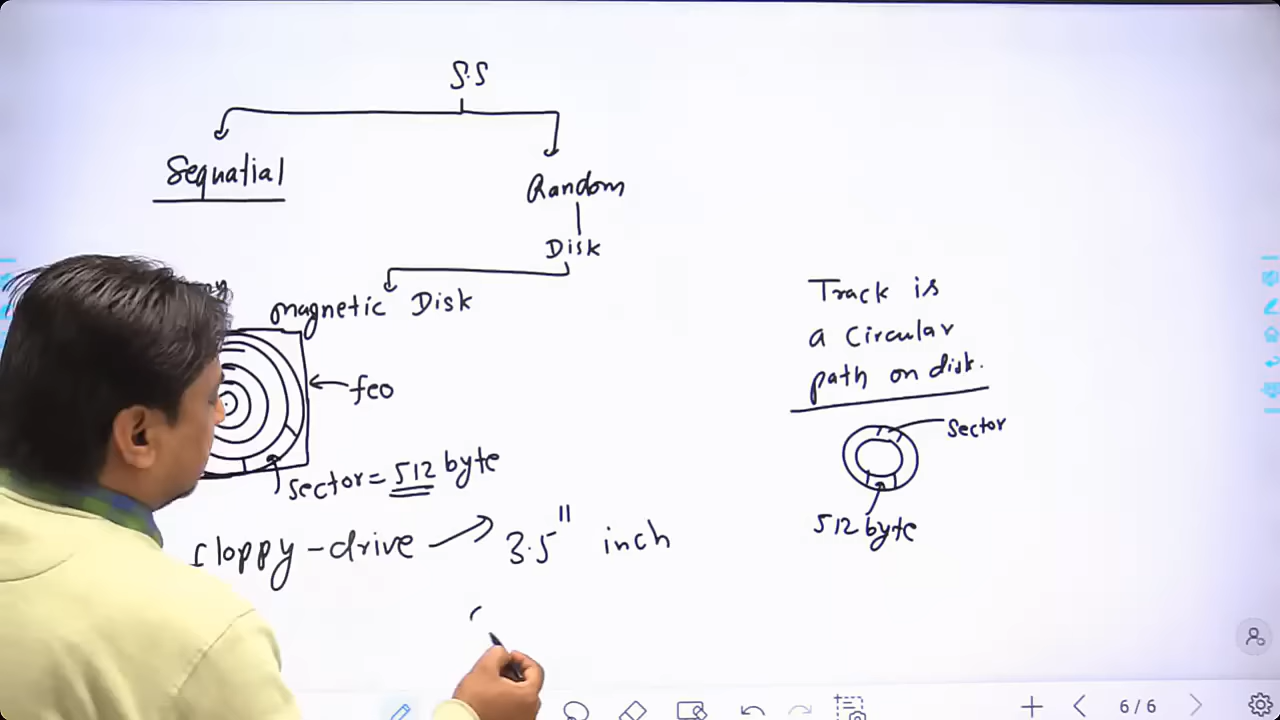 S.S
Sequatial
Random
Disk
magnetic Disk
feo
sector = 512 byte
floppy-drive → 3.5" inch
Track is
a circular
path on disk.
Sector
512 byte
6/6